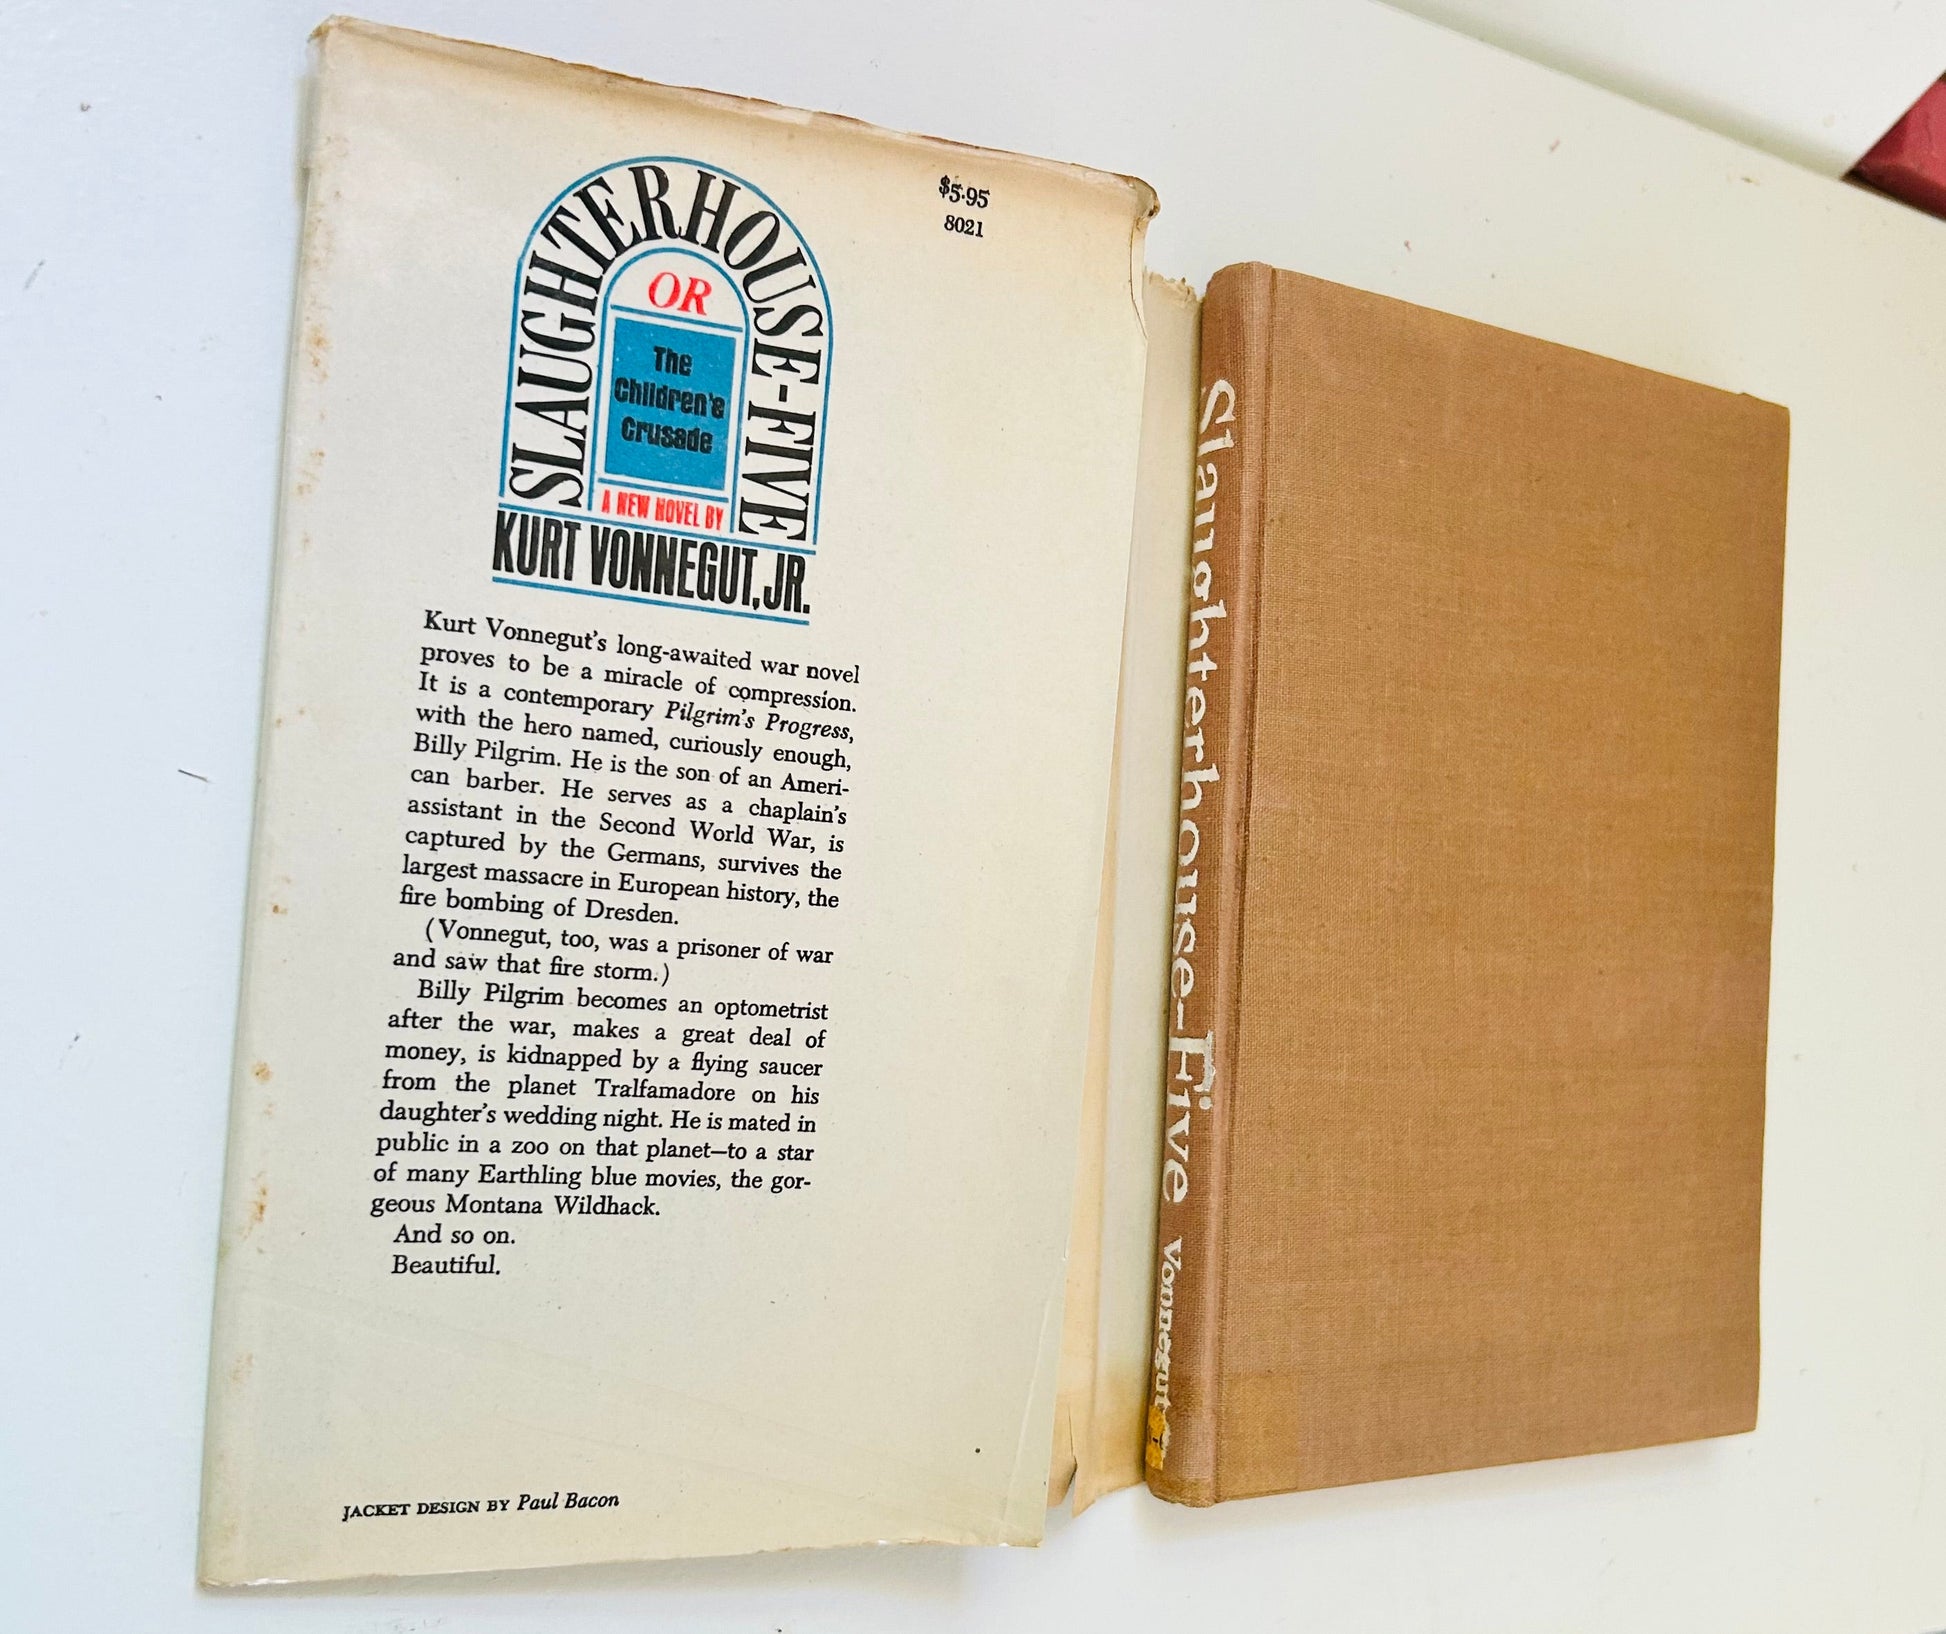 $5.95
8021
SLAUGHTERHOUSE-FIVE
OR
The
Children's
Crusade
A NEW NOVEL BY
KURT VONNEGUT, JR.
Kurt Vonnegut's long-awaited war novel
proves to be a miracle of compression.
It is a contemporary Pilgrim's Progress,
with the hero named, curiously enough,
Billy Pilgrim. He is the son of an Ameri-
can barber. He serves as a chaplain's
assistant in the Second World War, is
captured by the Germans, survives the
largest massacre in European history, the
fire bombing of Dresden.
(Vonnegut, too, was a prisoner of war
and saw that fire storm.)
Billy Pilgrim becomes an optometrist
after the war, makes a great deal of
money, is kidnapped by a flying saucer
from the planet Tralfamadore on his
daughter's wedding night. He is mated in
public in a zoo on that planet—to a star
of many Earthling blue movies, the gor-
geous Montana Wildhack.
And so on.
Beautiful.
JACKET DESIGN BY Paul Bacon
Slaughterhouse-Five Vonnegut